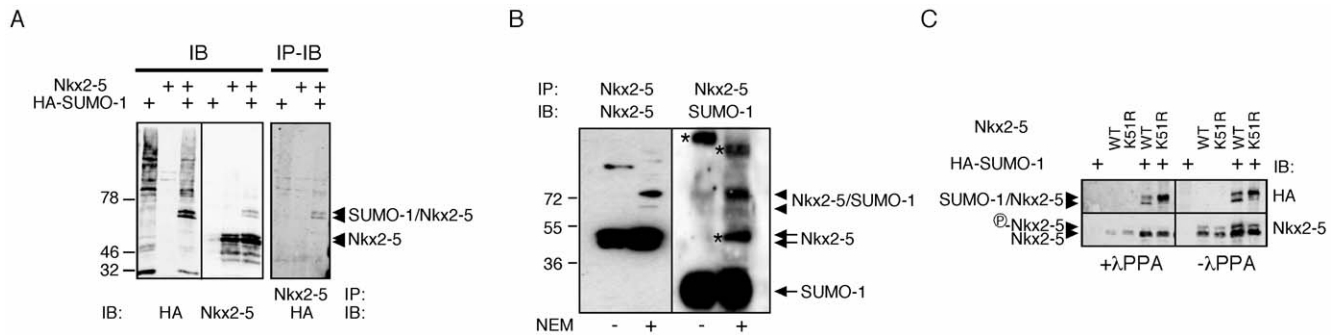 A
IB
IP-IB
Nkx2-5
+ + + + + +
HA-SUMO-1
+ + + + + +
78
46
32
SUMO-1/Nkx2-5
Nkx2-5
Nkx2-5 IP:
IB: HA Nkx2-5 HA IB:
B
IP: Nkx2-5 Nkx2-5
IB: Nkx2-5 SUMO-1
72
55
36
*
*
*
Nkx2-5/SUMO-1
Nkx2-5
SUMO-1
NEM - + - +
C
Nkx2-5 WT K51R WT K51R WT K51R WT K51R
HA-SUMO-1 + + + + + + IB:
SUMO-1/Nkx2-5 HA
Ⓟ-Nkx2-5 Nkx2-5
Nkx2-5
+λPPA -λPPA